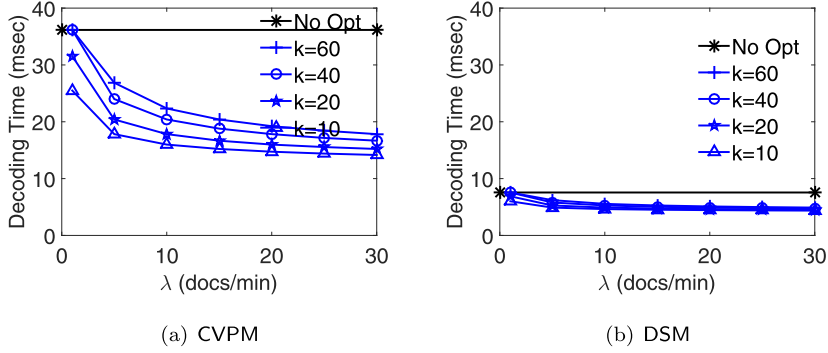 Decoding Time (msec)
40
30
20
10
0
No Opt
k=60
k=40
k=20
k=10
0 10 20 30
λ (docs/min)
(a) CVPM
Decoding Time (msec)
40
30
20
10
0
No Opt
k=60
k=40
k=20
k=10
0 10 20 30
λ (docs/min)
(b) DSM